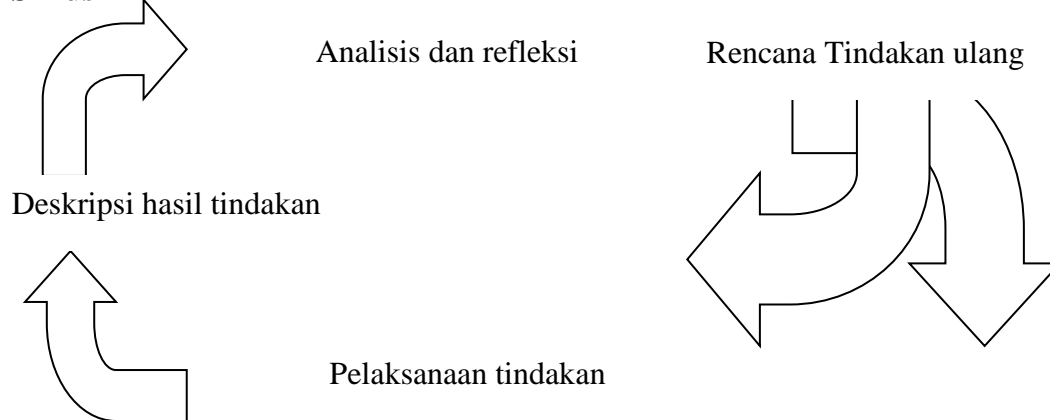 Analisis dan refleksi
Rencana Tindakan ulang
Deskripsi hasil tindakan
Pelaksanaan tindakan